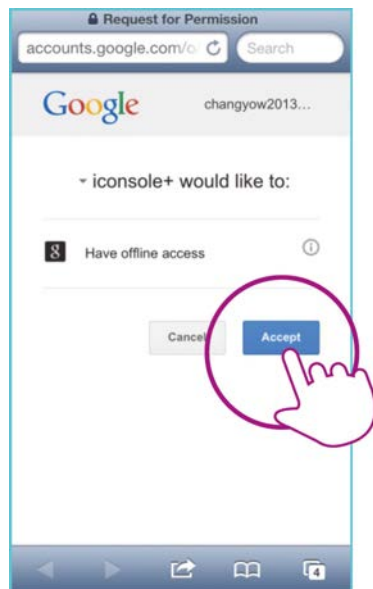 Request for Permission
accounts.google.com/o/
Search
Google
changyow2013...
iconsole+ would like to:
8
Have offline access
i
Cancel
Accept
4